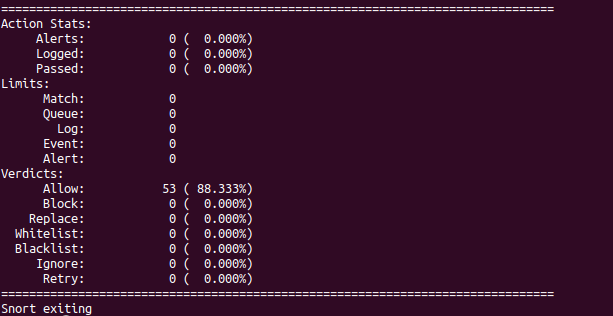 ===============================================================================
Action Stats:
     Alerts:            0 (  0.000%)
     Logged:            0 (  0.000%)
     Passed:            0 (  0.000%)
Limits:
      Match:            0
      Queue:            0
        Log:            0
      Event:            0
      Alert:            0
Verdicts:
      Allow:           53 ( 88.333%)
      Block:            0 (  0.000%)
    Replace:            0 (  0.000%)
  Whitelist:            0 (  0.000%)
  Blacklist:            0 (  0.000%)
     Ignore:            0 (  0.000%)
      Retry:            0 (  0.000%)
===============================================================================
Snort exiting